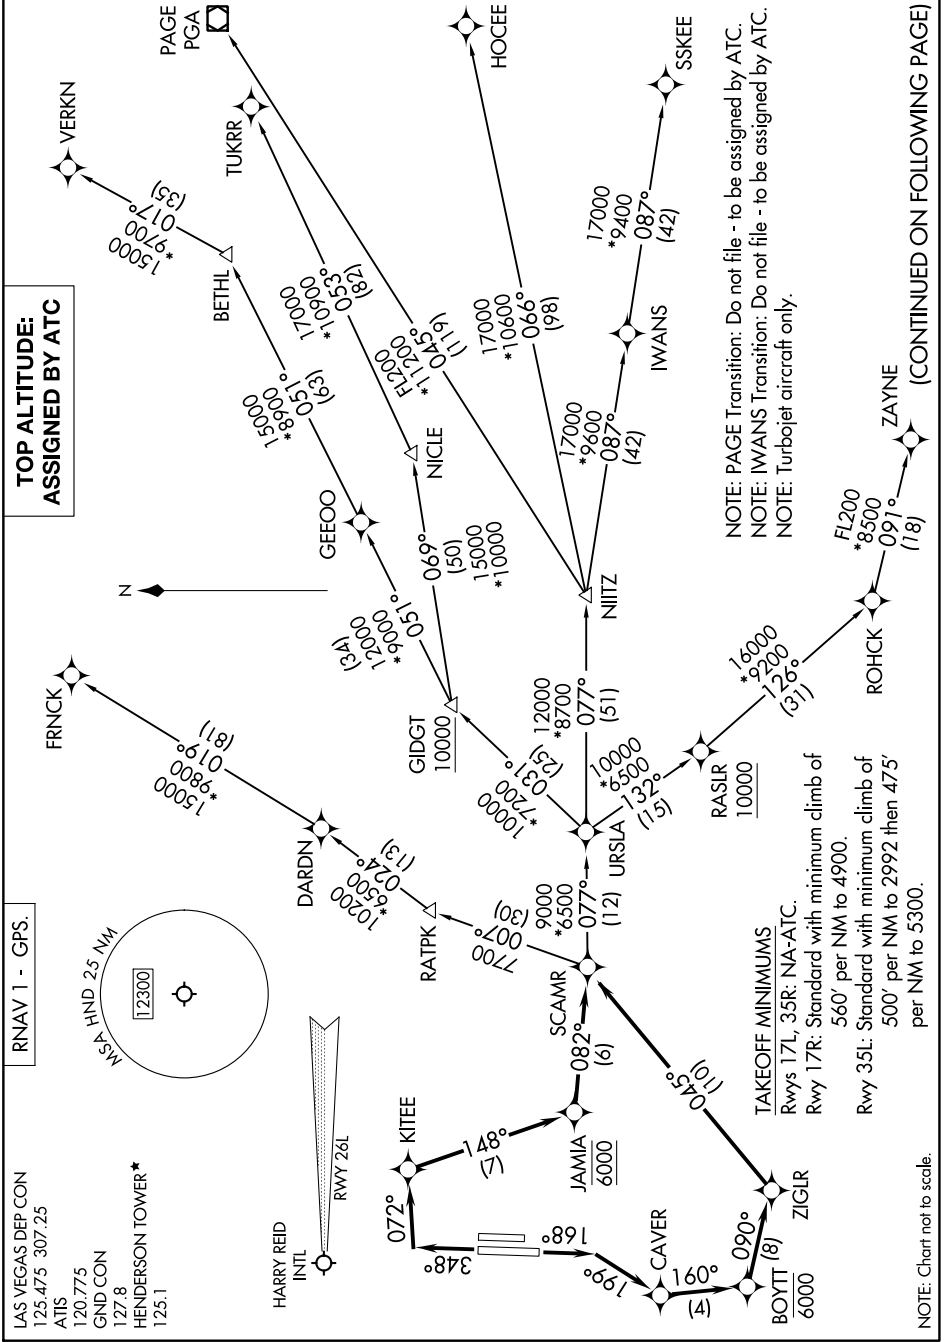 LAS VEGAS DEP CON
125.475 307.25
ATIS
120.775
GND CON
127.8
HENDERSON TOWER★
125.1
RNAV 1 - GPS.
TOP ALTITUDE:
ASSIGNED BY ATC
MSA HND 25 NM
12300
HARRY REID
INTL
RWY 26L
N
FRNCK
15000
*9800
019°
(81)
DARDN
10200
*6500
024°
(13)
RATPK
7700
007°
(30)
VERKN
15000
*9700
017°
(35)
BETHL
15000
*8900
051°
(63)
GEEOO
(34)
12000
*9000
051°
GIDGT
10000
10000
*7200
031°
(25)
PAGE
PGA
TUKRR
17000
*10900
053°
(82)
NICLE
069°
(50)
15000
*10000
FL200
*11200
045°
(119)
HOCEE
17000
*10600
066°
(98)
SSKEE
17000
*9400
087°
(42)
IWANS
17000
*9600
087°
(42)
NIITZ
12000
*8700
077°
(51)
URSLA
9000
*6500
077°
(12)
SCAMR
10000
*6500
132°
(15)
RASLR
10000
16000
*9200
126°
(31)
ROHCK
FL200
*8500
091°
(18)
ZAYNE
KITEE
072°
348°
148°
(7)
JAMIA
6000
082°
(6)
168°
199°
CAVER
160°
(4)
BOYTT
6000
090°
(8)
ZIGLR
045°
(10)
NOTE: PAGE Transition: Do not file - to be assigned by ATC.
NOTE: IWANS Transition: Do not file - to be assigned by ATC.
NOTE: Turbojet aircraft only.
TAKEOFF MINIMUMS
Rwys 17L, 35R: NA-ATC.
Rwy 17R: Standard with minimum climb of
560' per NM to 4900.
Rwy 35L: Standard with minimum climb of
500' per NM to 2992 then 475'
per NM to 5300.
NOTE: Chart not to scale.
(CONTINUED ON FOLLOWING PAGE)